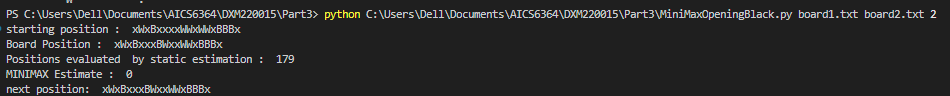 PS C:\Users\Dell\Documents\AICS6364\DXM220015\Part3> python C:\Users\Dell\Documents\AICS6364\DXM220015\Part3\MiniMaxOpeningBlack.py board1.txt board2.txt 2
starting position :  xWxBxxxxWWxWWxBBBx
Board Position :  xWxBxxxBWxxWWxBBBx
Positions evaluated  by static estimation :  179
MINIMAX Estimate :  0
next position:  xWxBxxxBWxxWWxBBBx